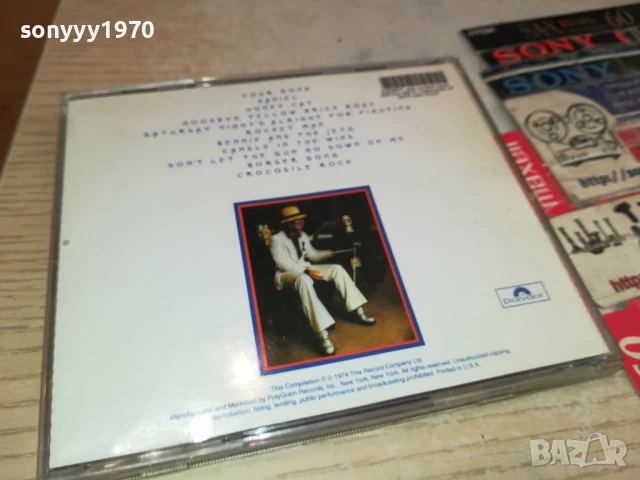 sonyyy1970
YOUR SONG
DANIEL
HONKY CAT
GOODBYE YELLOW BRICK ROAD
SATURDAY NIGHT'S ALRIGHT FOR FIGHTING
ROCKET MAN
BENNIE AND THE JETS
CANDLE IN THE WIND
DON'T LET THE SUN GO DOWN ON ME
BORDER SONG
CROCODILE ROCK
Polydor
This Compilation ℗ © 1974 This Record Company Ltd.
Manufactured and Marketed by PolyGram Records, Inc., New York, New York. All rights reserved. Unauthorized copying,
reproduction, hiring, lending, public performance and broadcasting prohibited. Printed in U.S.A.
60
SONY
SONY
maxell
http://
http
BAZAR
bg